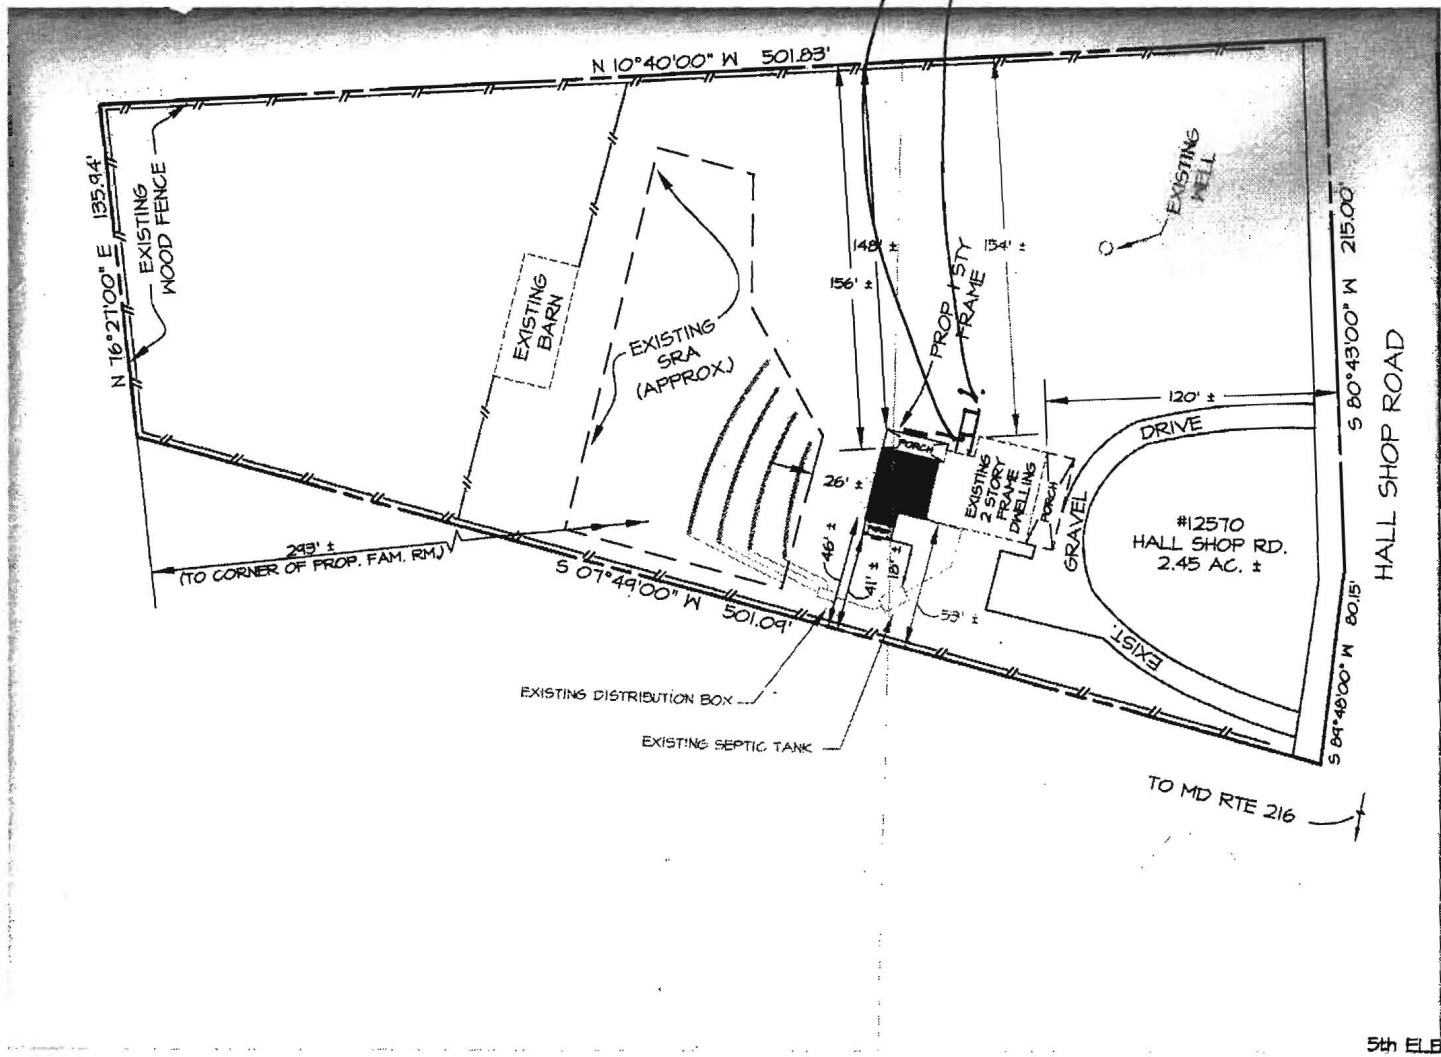 N 10°40'00" W 501.83'
N 76°27'00" E 135.94'
EXISTING
WOOD FENCE
EXISTING
BARN
EXISTING
SRA
(APPROX.)
148' ±
156' ±
PROP 1 STY
FRAME
154' ±
EXISTING
WELL
S 80°43'00" W 215.00'
HALL SHOP ROAD
120' ±
DRIVE
GRAVEL
EXIST.
PORCH
EXISTING
2 STORY
FRAME
DWELLING
PORCH
#12570
HALL SHOP RD.
2.45 AC. ±
26' ±
46' ±
41' ±
18' ±
53' ±
293' ±
(TO CORNER OF PROP. FAM. RM.)
S 07°49'00" W 501.09'
EXISTING DISTRIBUTION BOX
EXISTING SEPTIC TANK
S 89°48'00" W 80.15'
TO MD RTE 216
5th ELE